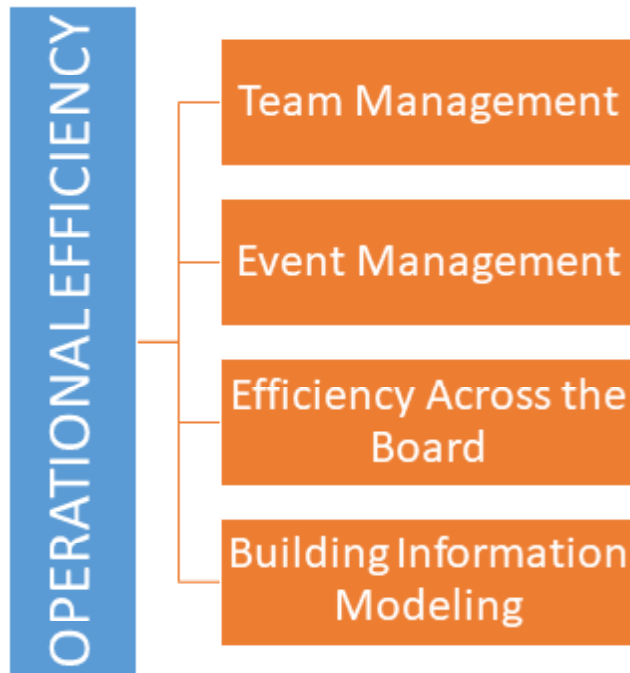 OPERATIONAL EFFICIENCY
Team Management
Event Management
Efficiency Across the
Board
Building Information
Modeling